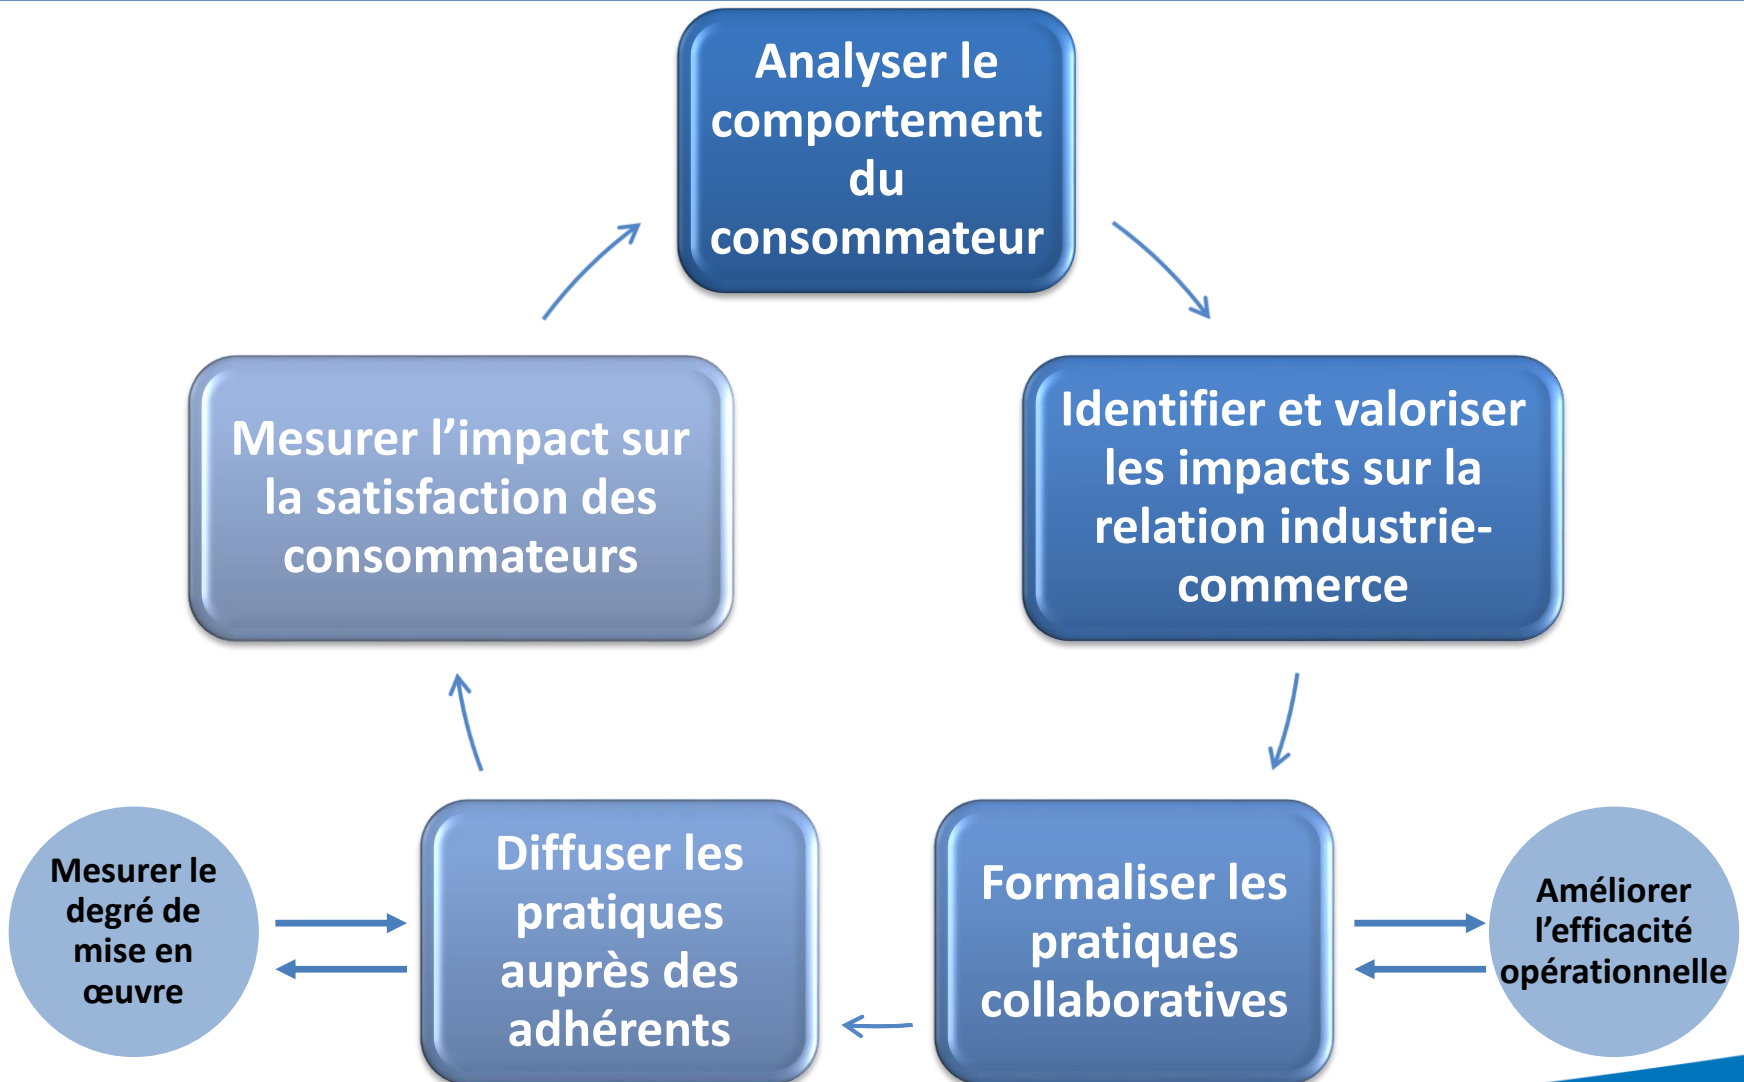 Analyser le
comportement
du
consommateur
Identifier et valoriser
les impacts sur la
relation industrie-
commerce
Formaliser les
pratiques
collaboratives
Améliorer
l’efficacité
opérationnelle
Diffuser les
pratiques
auprès des
adhérents
Mesurer le
degré de
mise en
œuvre
Mesurer l’impact sur
la satisfaction des
consommateurs